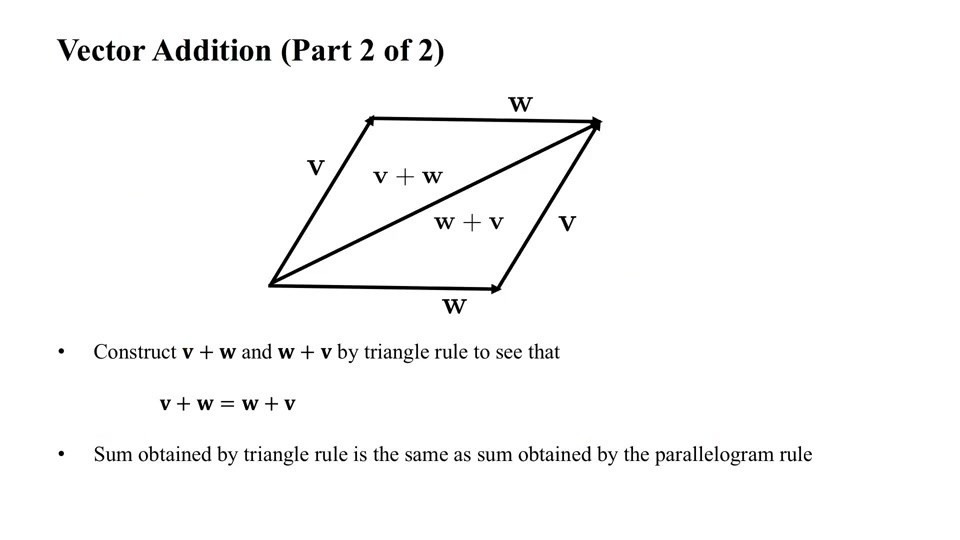 Vector Addition (Part 2 of 2)
w
v
v + w
w + v
v
w
• Construct v + w and w + v by triangle rule to see that
v + w = w + v
• Sum obtained by triangle rule is the same as sum obtained by the parallelogram rule